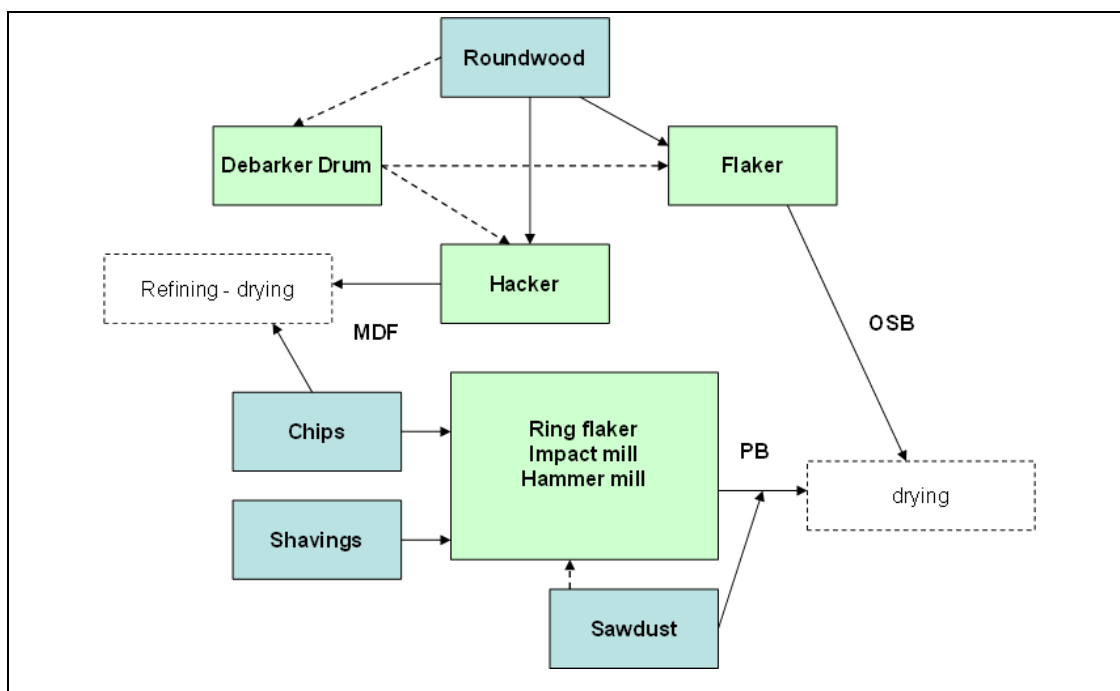 Roundwood
Debarker Drum
Flaker
Hacker
Refining - drying
MDF
OSB
Chips
Ring flaker
Impact mill
Hammer mill
PB
drying
Shavings
Sawdust